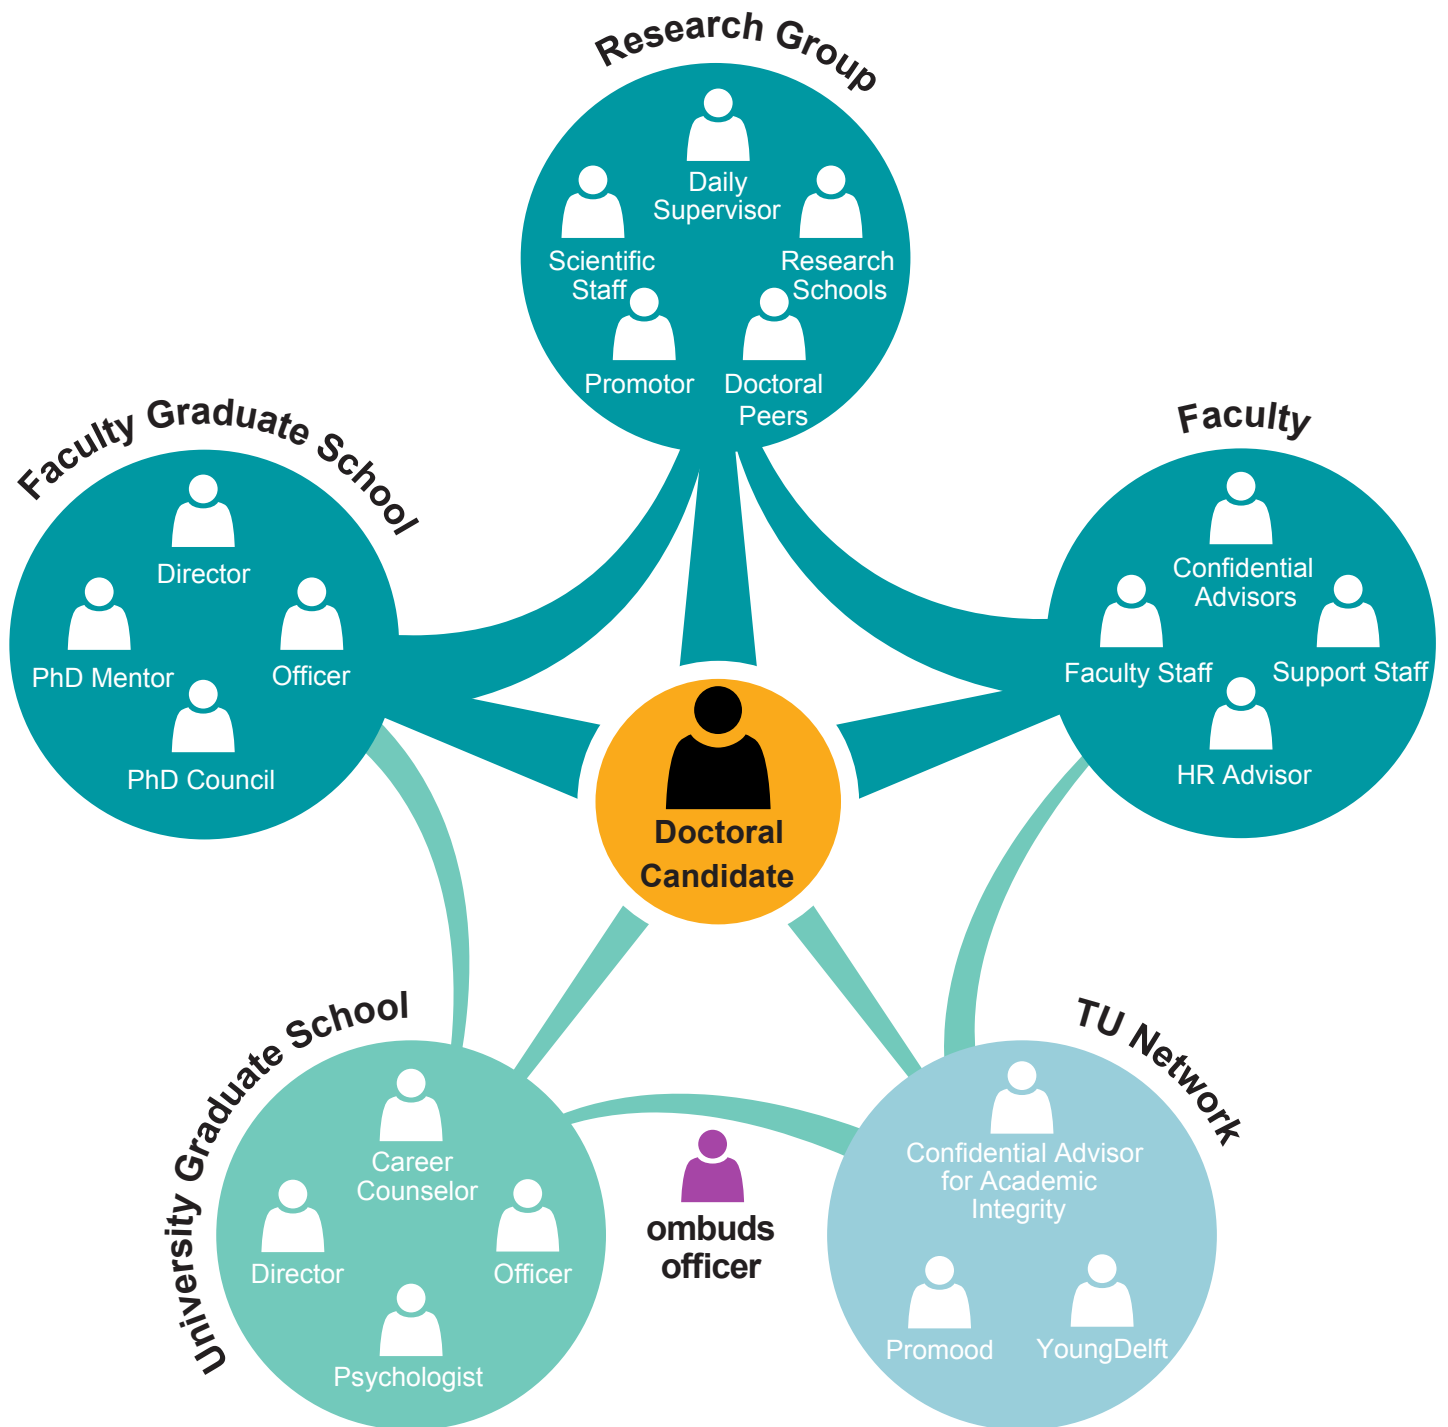 Research Group
Daily
Supervisor
Scientific
Staff
Research
Schools
Promotor
Doctoral
Peers
Faculty Graduate School
Director
PhD Mentor
Officer
PhD Council
Faculty
Confidential
Advisors
Faculty Staff
Support Staff
HR Advisor
Doctoral
Candidate
University Graduate School
Career
Counselor
Director
Officer
Psychologist
ombuds
officer
TU Network
Confidential Advisor
for Academic
Integrity
Promood
YoungDelft